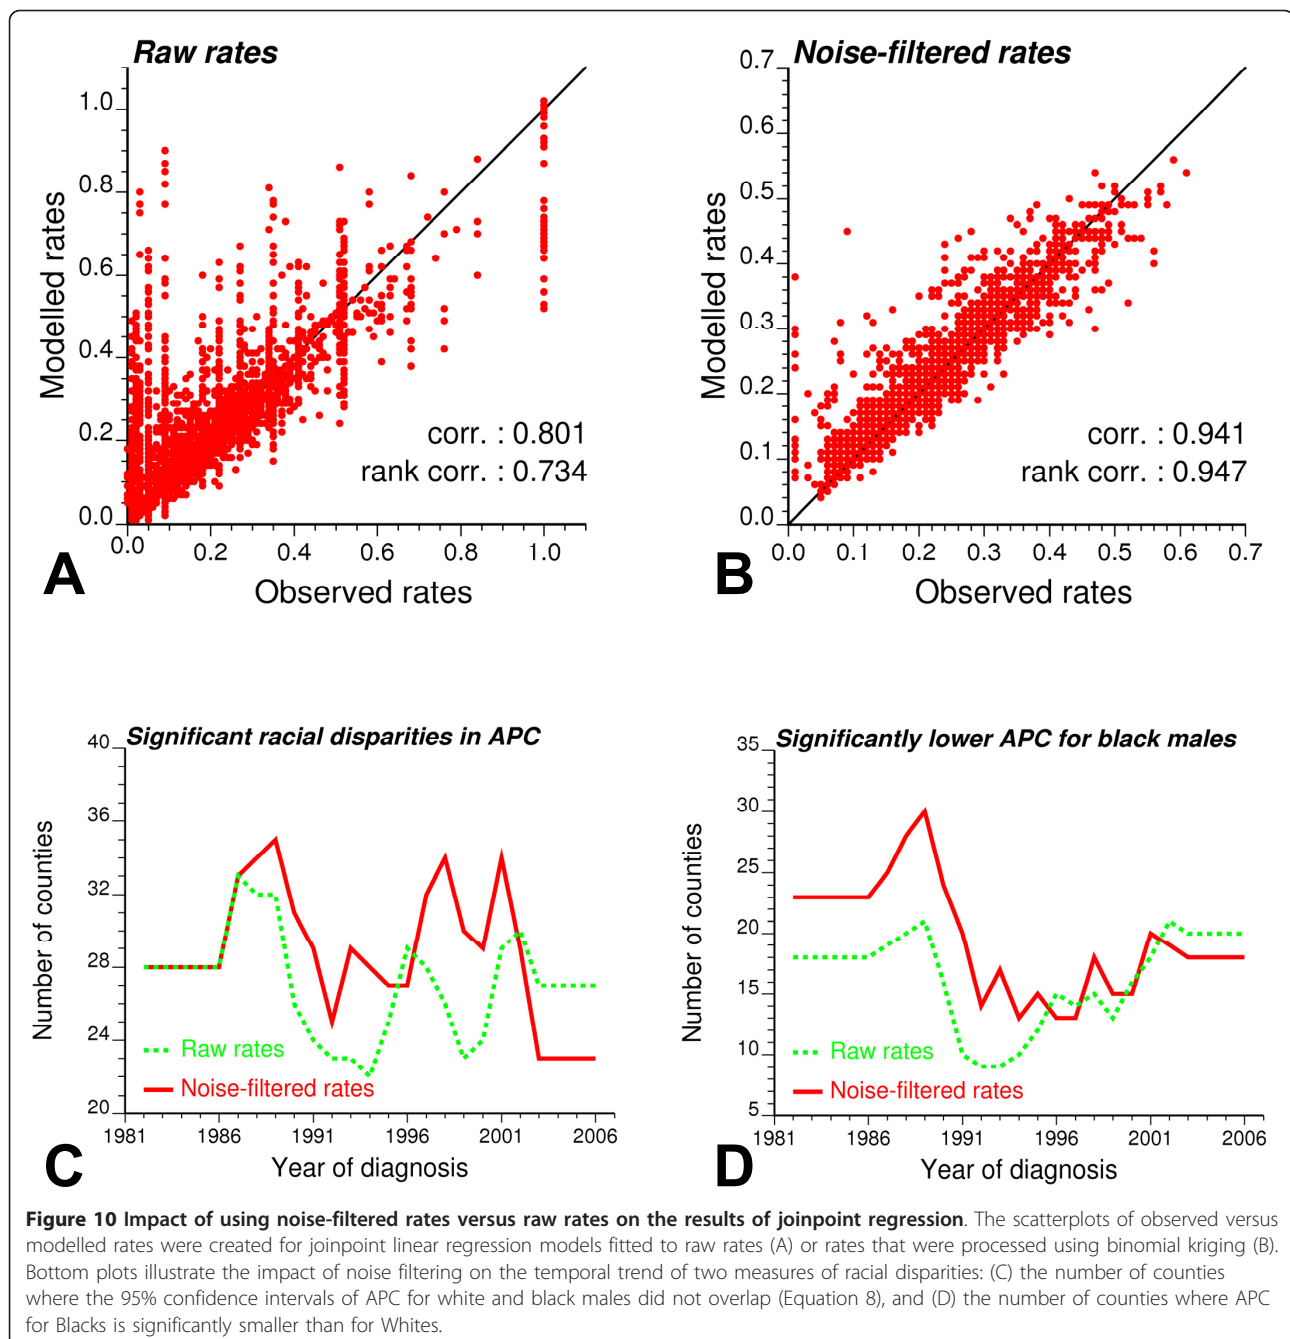 Raw rates
Modelled rates
1.0
0.8
0.6
0.4
0.2
0.0
0.0 0.2 0.4 0.6 0.8 1.0
corr. : 0.801
rank corr. : 0.734
A
Observed rates
Noise-filtered rates
Modelled rates
0.7
0.6
0.5
0.4
0.3
0.2
0.1
0.0
0.0 0.1 0.2 0.3 0.4 0.5 0.6 0.7
corr. : 0.941
rank corr. : 0.947
B
Observed rates
Significant racial disparities in APC
Number of counties
40
36
32
28
24
20
Raw rates
Noise-filtered rates
1981 1986 1991 1996 2001 2006
C
Year of diagnosis
Significantly lower APC for black males
Number of counties
35
30
25
20
15
10
5
Raw rates
Noise-filtered rates
1981 1986 1991 1996 2001 2006
D
Year of diagnosis
Figure 10 Impact of using noise-filtered rates versus raw rates on the results of joinpoint regression. The scatterplots of observed versus
modelled rates were created for joinpoint linear regression models fitted to raw rates (A) or rates that were processed using binomial kriging (B).
Bottom plots illustrate the impact of noise filtering on the temporal trend of two measures of racial disparities: (C) the number of counties
where the 95% confidence intervals of APC for white and black males did not overlap (Equation 8), and (D) the number of counties where APC
for Blacks is significantly smaller than for Whites.